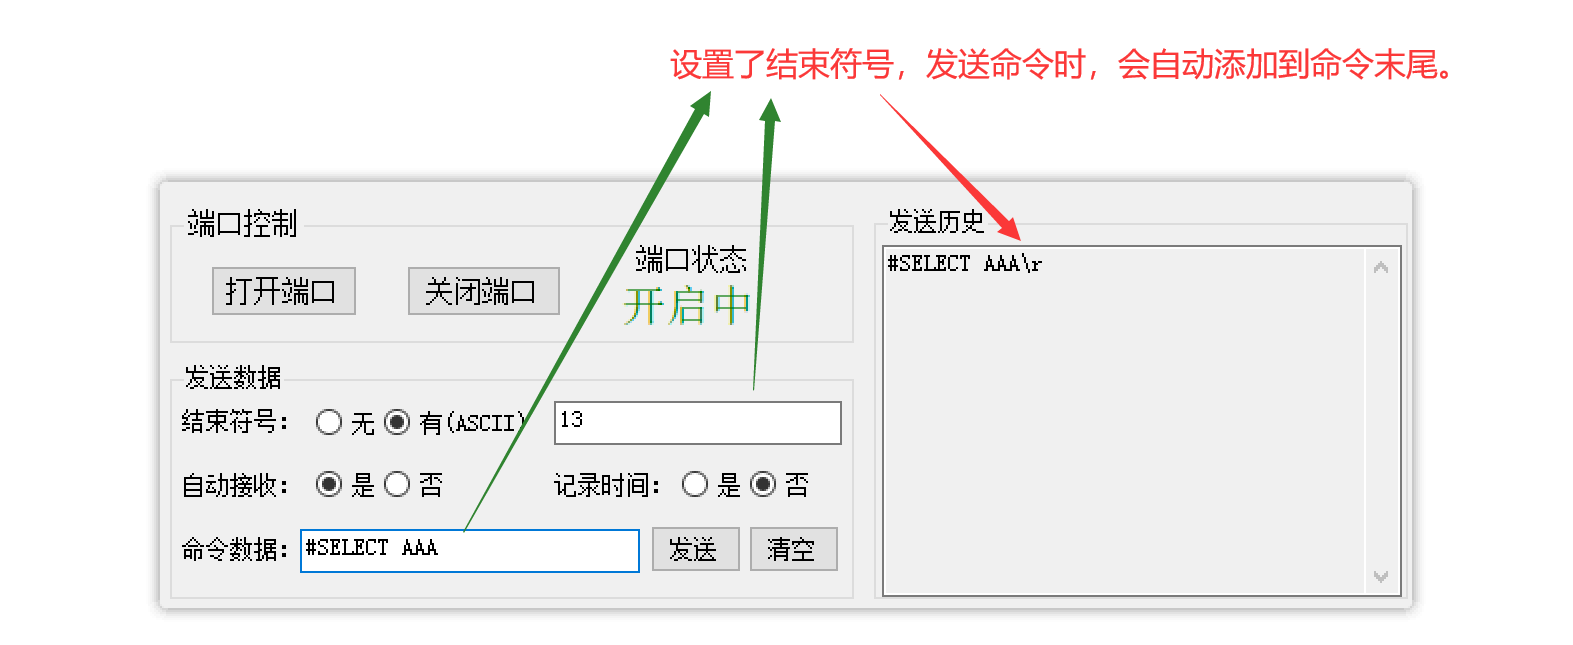 设置了结束符号，发送命令时，会自动添加到命令末尾。
端口控制
打开端口 关闭端口
端口状态
开启中
发送数据
结束符号： 无 有(ASCII) 13
自动接收： 是 否 记录时间： 是 否
命令数据： #SELECT AAA 发送 清空
发送历史
#SELECT AAA\r